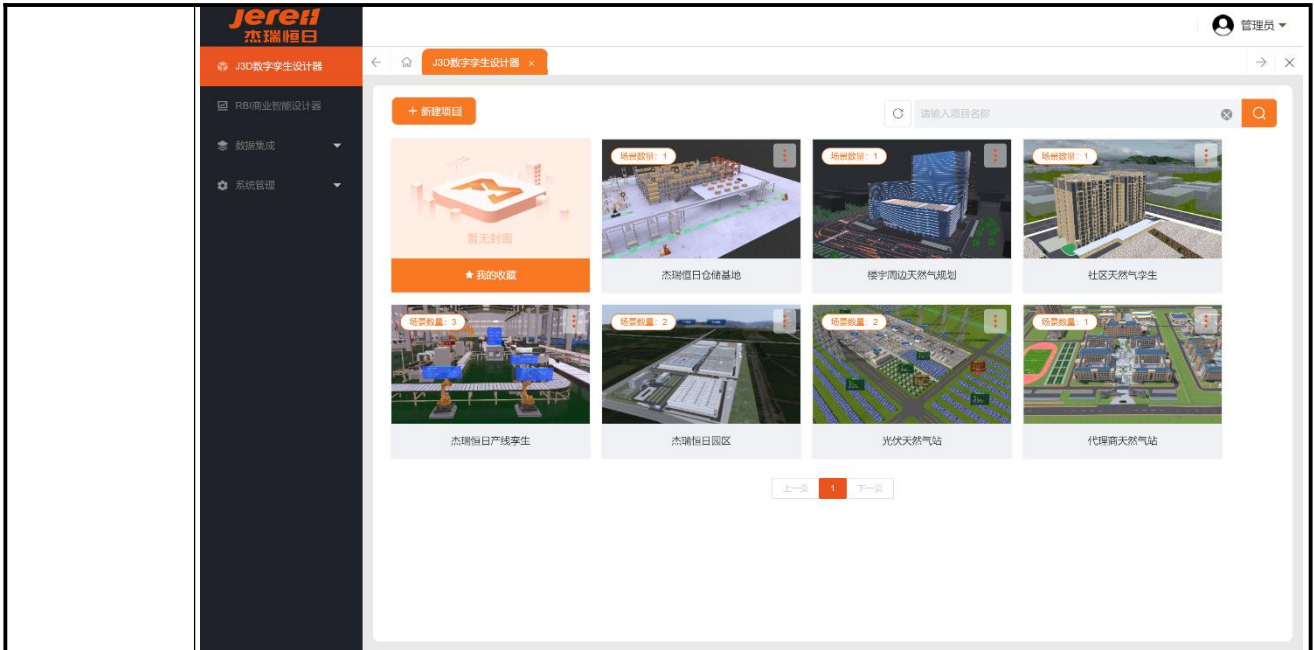 Jereh
杰瑞恒日
管理员
J3D数字孪生设计器
J3D数字孪生设计器 ×
RBI商业智能设计器
数据集成
系统管理
+ 新建项目
请输入项目名称
暂无封面
★ 我的收藏
场景数量：1
杰瑞恒日仓储基地
场景数量：1
楼宇周边天然气规划
场景数量：1
社区天然气孪生
场景数量：3
杰瑞恒日产线孪生
场景数量：2
杰瑞恒日园区
场景数量：2
光伏天然气站
场景数量：1
代理商天然气站
上一页 1 下一页